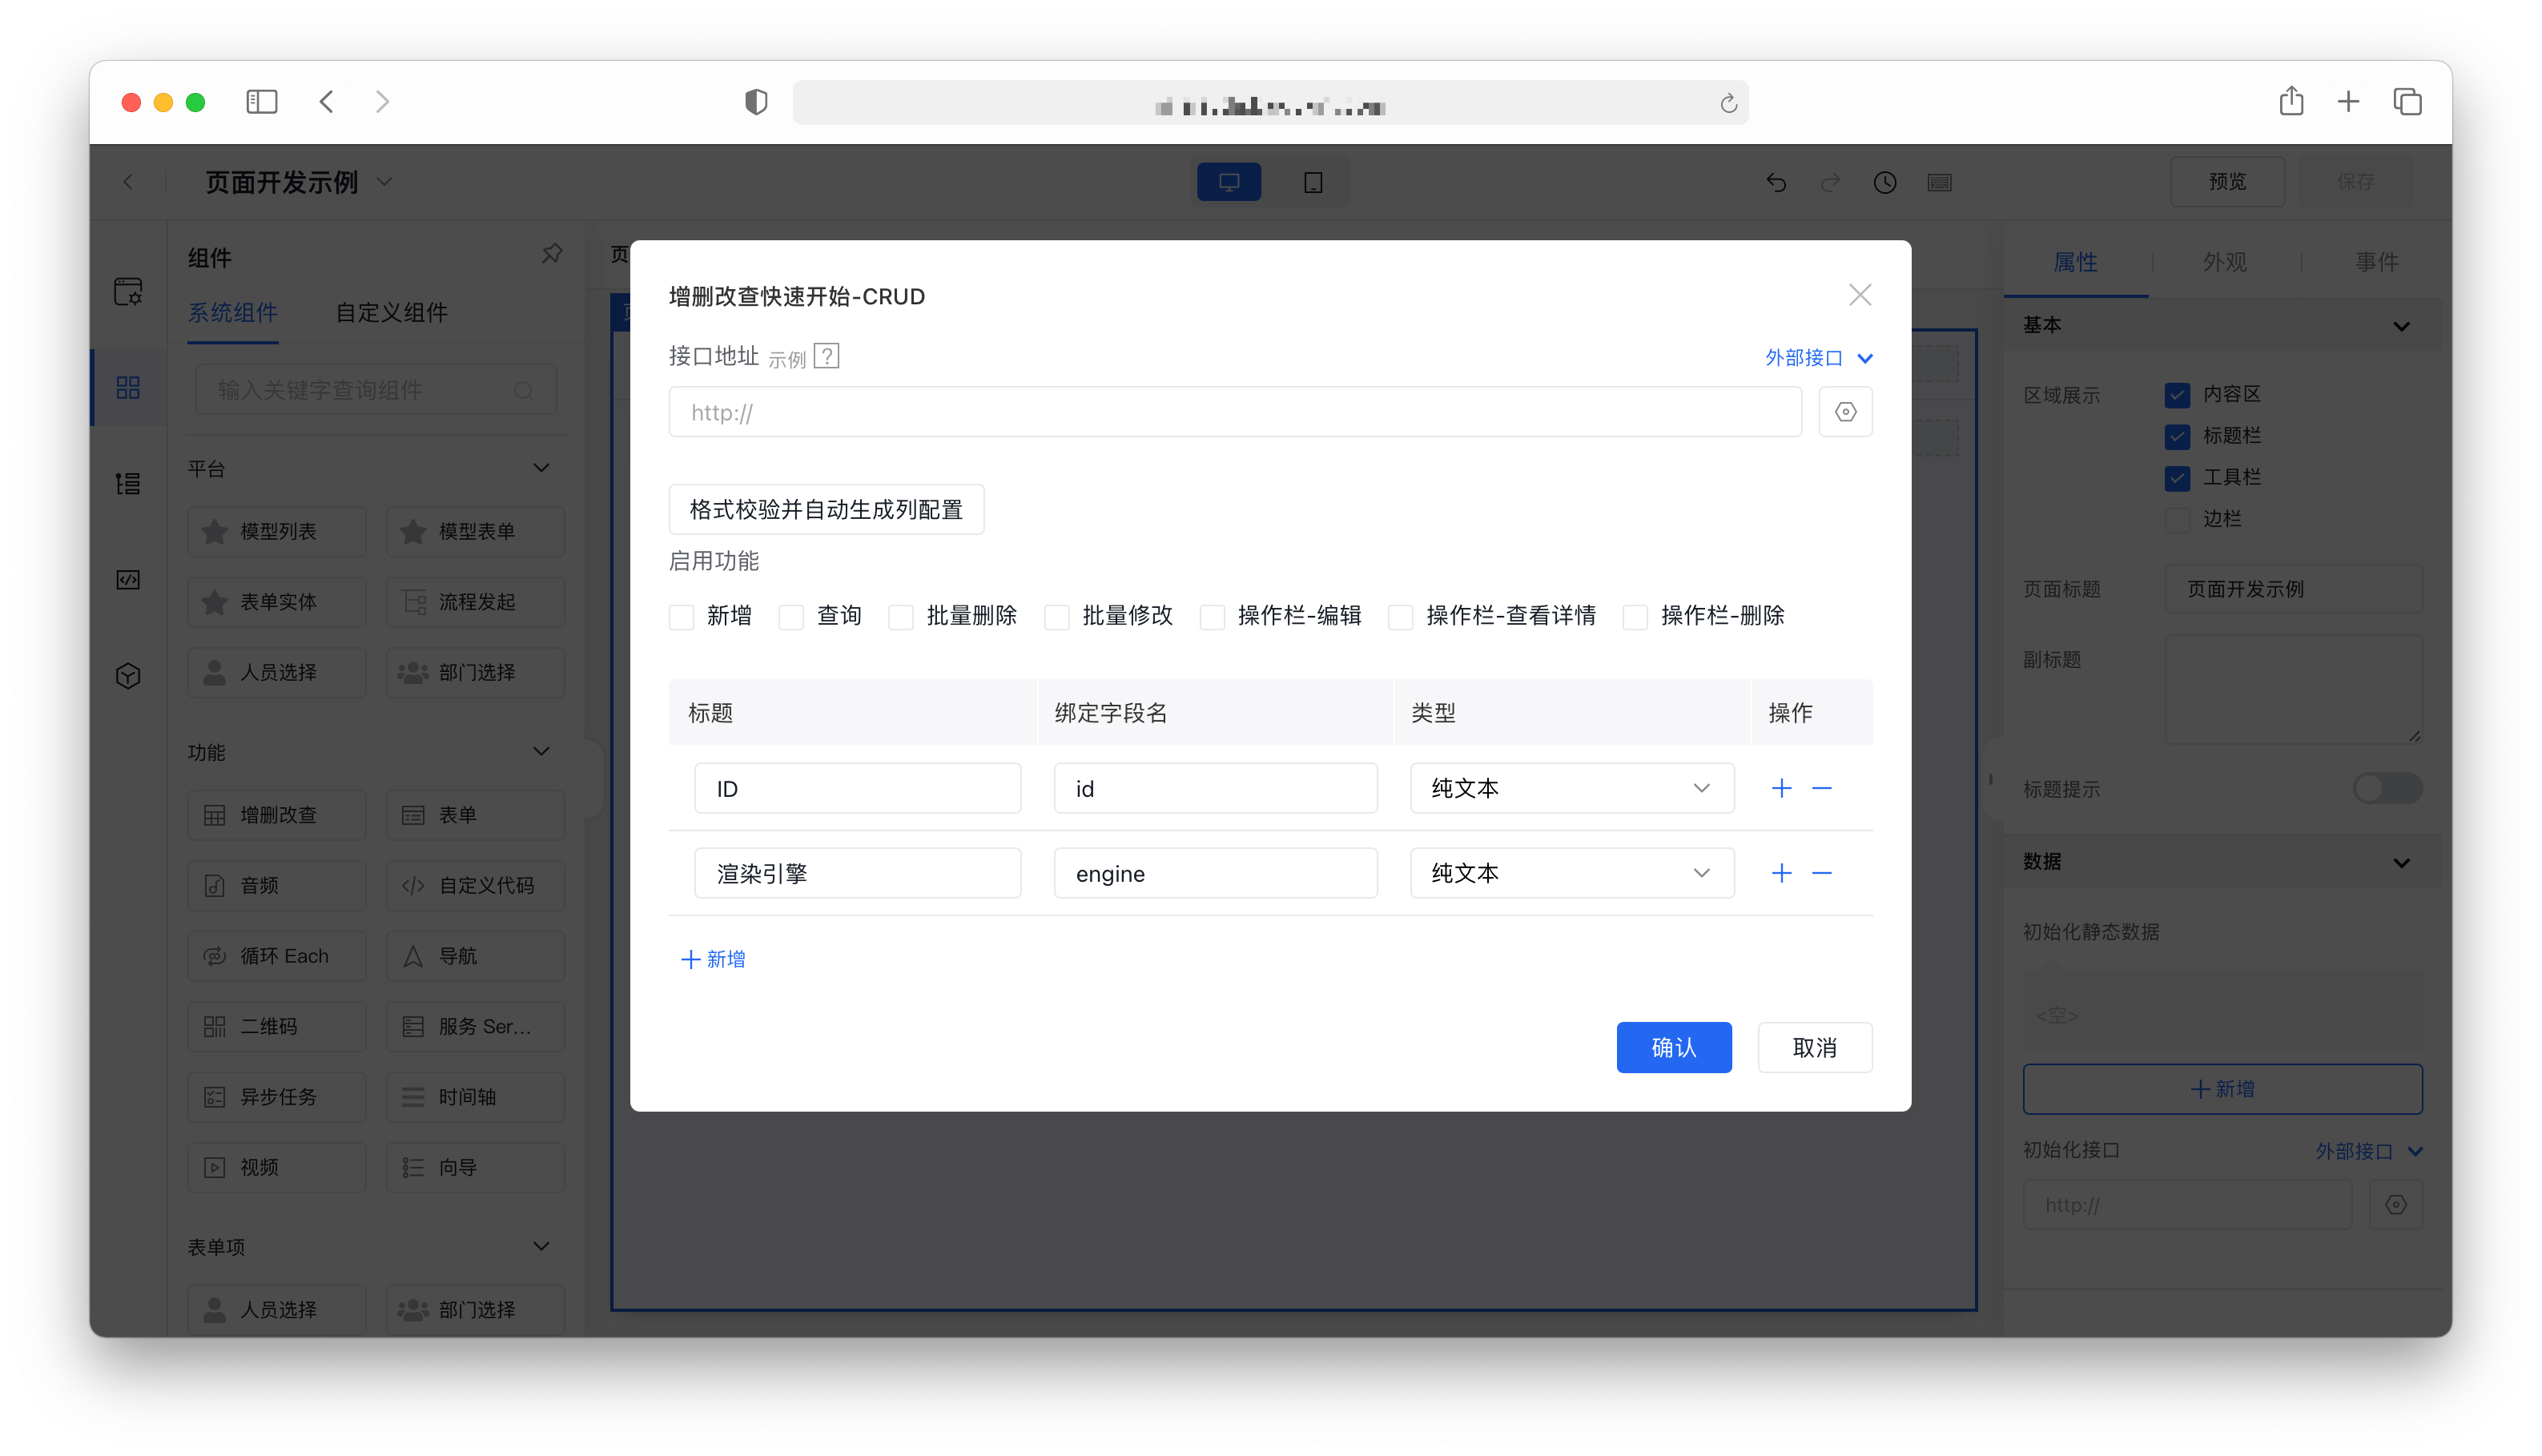 页面开发示例
预览
保存
组件
系统组件
自定义组件
输入关键字查询组件
平台
模型列表
模型表单
表单实体
流程发起
人员选择
部门选择
功能
增删改查
表单
音频
自定义代码
循环 Each
导航
二维码
服务 Ser...
异步任务
时间轴
视频
向导
表单项
人员选择
部门选择
页
增删改查快速开始-CRUD
接口地址 示例 ?
外部接口
http://
格式校验并自动生成列配置
启用功能
新增 查询 批量删除 批量修改 操作栏-编辑 操作栏-查看详情 操作栏-删除
标题 绑定字段名 类型 操作
ID id 纯文本
渲染引擎 engine 纯文本
新增
确认 取消
属性 外观 事件
基本
区域展示
内容区
标题栏
工具栏
边栏
页面标题 页面开发示例
副标题
标题提示
数据
初始化静态数据
<空>
新增
初始化接口 外部接口
http://